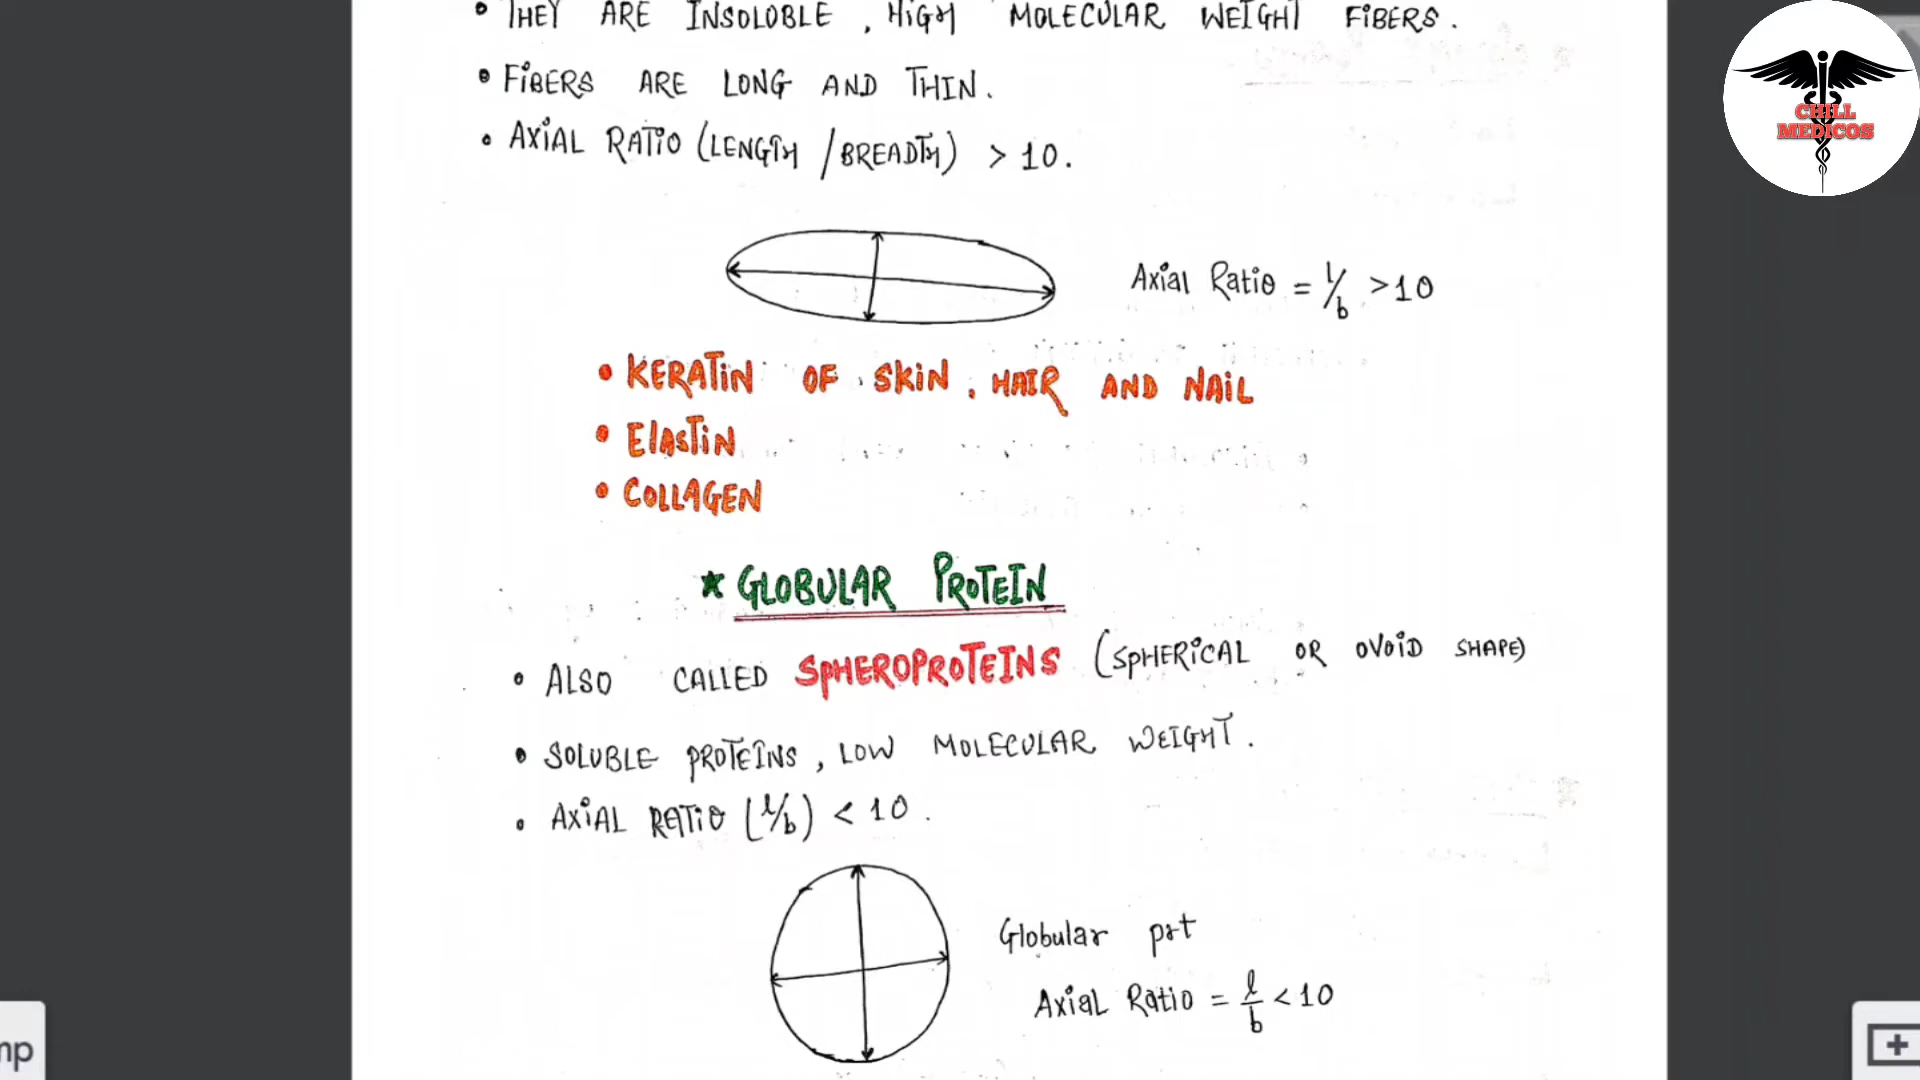 • THEY ARE INSOLUBLE, HIGH MOLECULAR WEIGHT FIBERS.
• FIBERS ARE LONG AND THIN.
• AXIAL RATIO (LENGTH / BREADTH) > 10.
Axial Ratio = l/b > 10
• KERATIN OF SKIN, HAIR AND NAIL
• ELASTIN
• COLLAGEN
★ GLOBULAR PROTEIN
• ALSO CALLED SPHEROPROTEINS (SPHERICAL OR OVOID SHAPE)
• SOLUBLE PROTEINS, LOW MOLECULAR WEIGHT.
• AXIAL RATIO (l/b) < 10.
Globular prt
Axial Ratio = l/b < 10
CHILL
MEDICOS
mp